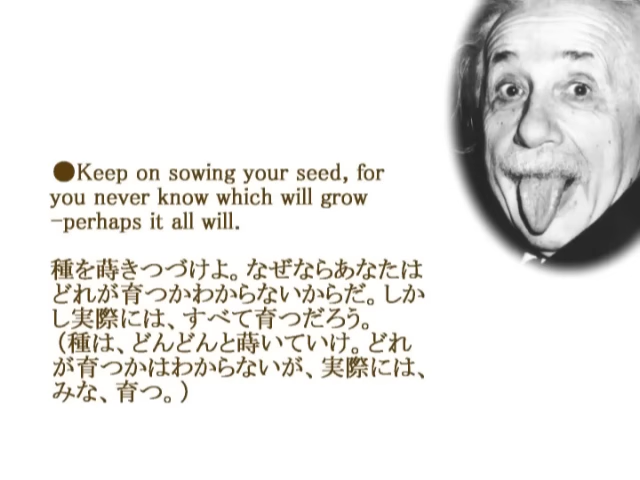 ●Keep on sowing your seed, for
you never know which will grow
-perhaps it all will.
種を蒔きつづけよ。なぜならあなたは
どれが育つかわからないからだ。しか
し実際には、すべて育つだろう。
（種は、どんどんと蒔いていけ。どれ
が育つかはわからないが、実際には、
みな、育つ。）